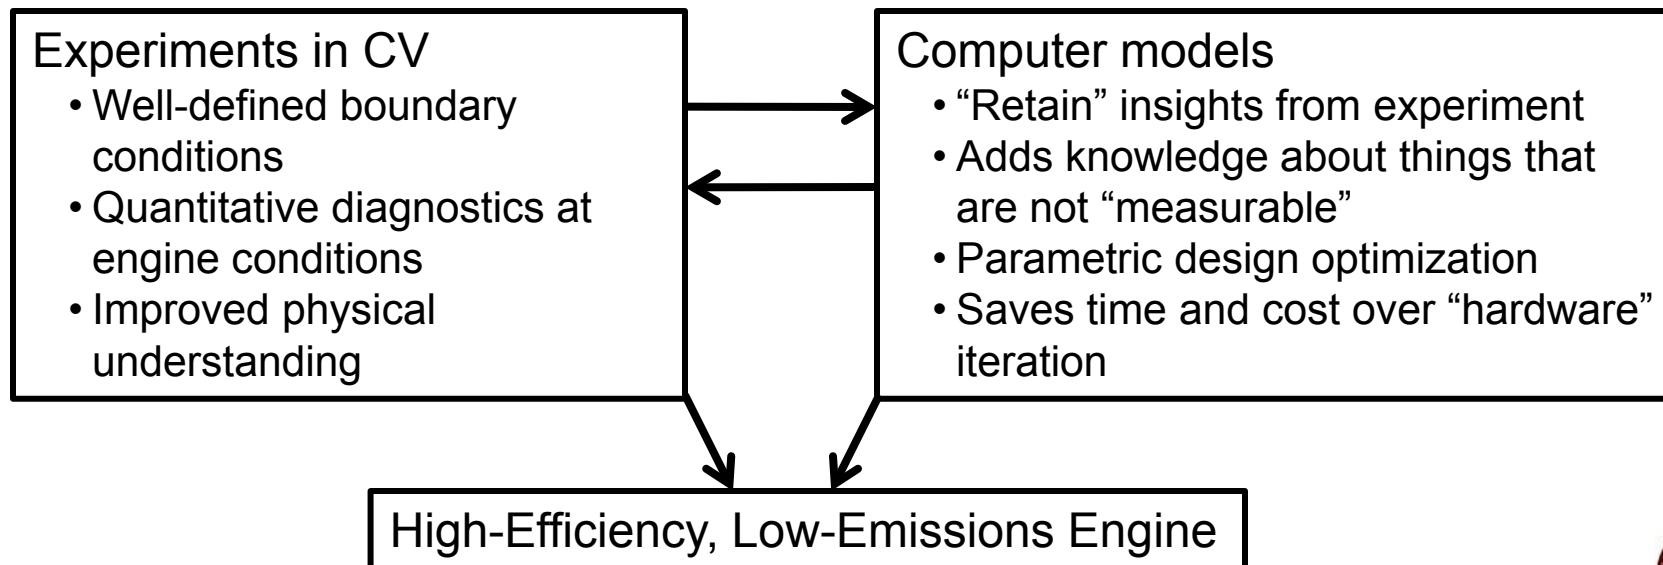 Experiments in CV
• Well-defined boundary
conditions
• Quantitative diagnostics at
engine conditions
• Improved physical
understanding
Computer models
• “Retain” insights from experiment
• Adds knowledge about things that
are not “measurable”
• Parametric design optimization
• Saves time and cost over “hardware”
iteration
High-Efficiency, Low-Emissions Engine